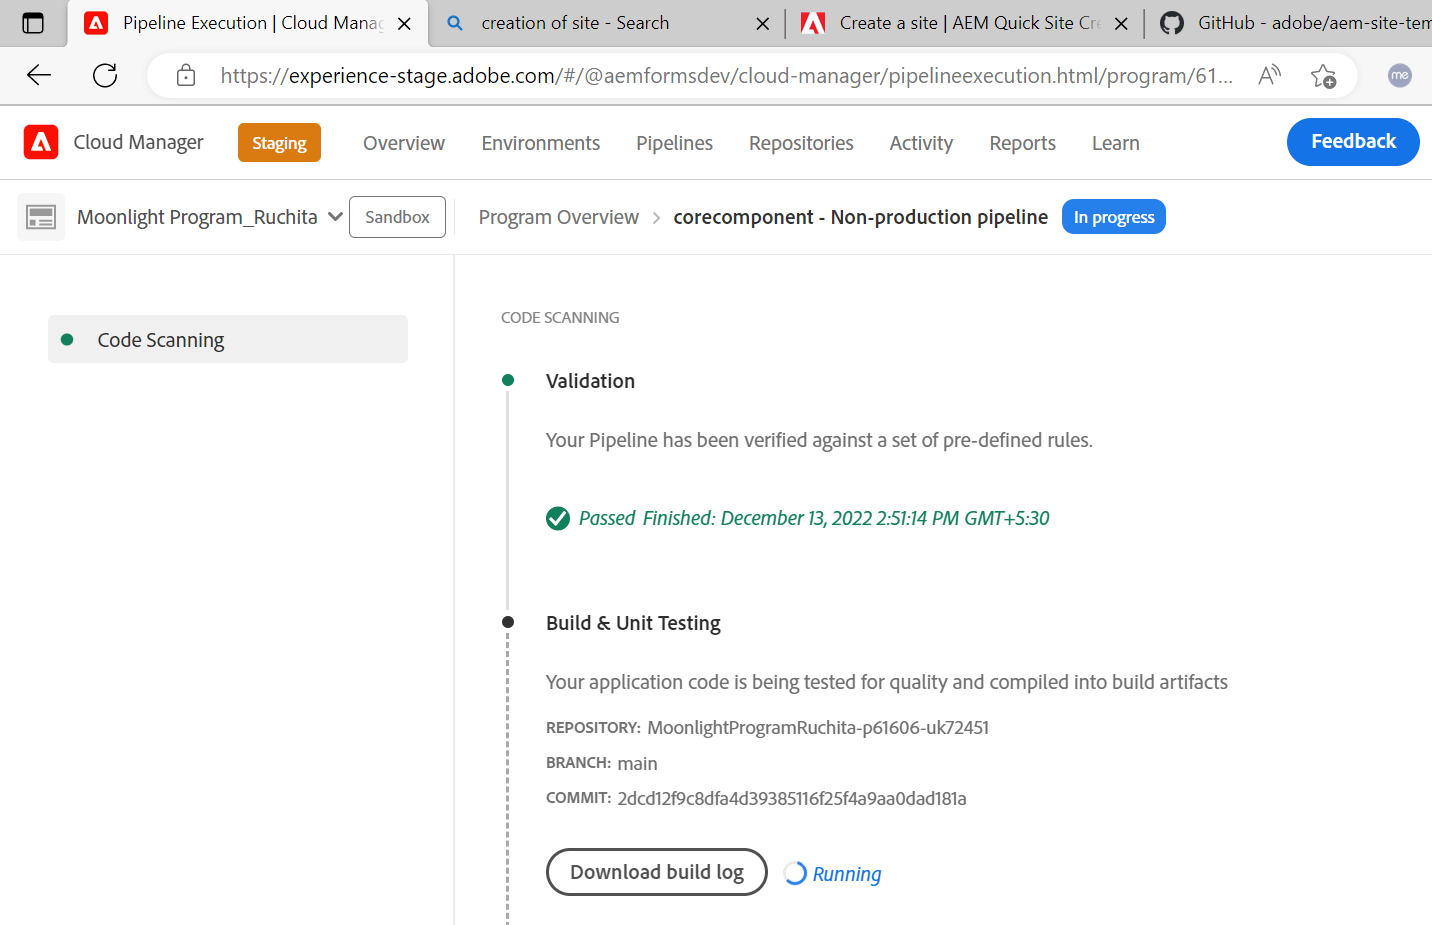 Pipeline Execution | Cloud Manag
creation of site - Search
Create a site | AEM Quick Site Cre
GitHub - adobe/aem-site-tem
https://experience-stage.adobe.com/#/@aemformsdev/cloud-manager/pipelineexecution.html/program/61...
me
Cloud Manager
Staging
Overview
Environments
Pipelines
Repositories
Activity
Reports
Learn
Feedback
Moonlight Program_Ruchita
Sandbox
Program Overview
corecomponent - Non-production pipeline
In progress
Code Scanning
CODE SCANNING
Validation
Your Pipeline has been verified against a set of pre-defined rules.
Passed Finished: December 13, 2022 2:51:14 PM GMT+5:30
Build & Unit Testing
Your application code is being tested for quality and compiled into build artifacts
REPOSITORY: MoonlightProgramRuchita-p61606-uk72451
BRANCH: main
COMMIT: 2dcd12f9c8dfa4d39385116f25f4a9aa0dad181a
Download build log
Running